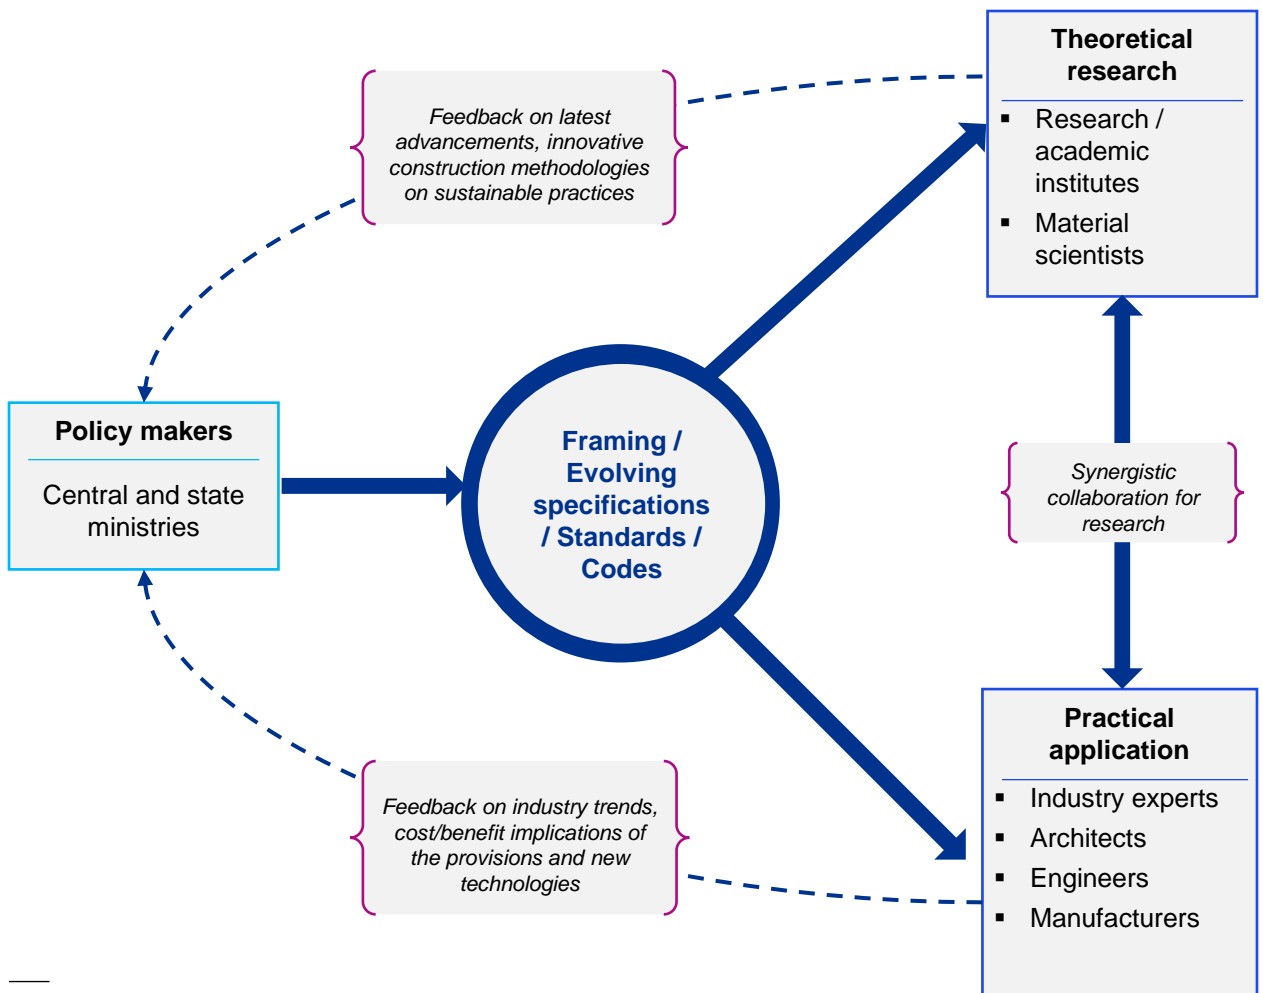 Theoretical
research
▪ Research /
academic
institutes
▪ Material
scientists
Feedback on latest
advancements, innovative
construction methodologies
on sustainable practices
Policy makers
Central and state
ministries
Framing /
Evolving
specifications
/ Standards /
Codes
Synergistic
collaboration for
research
Feedback on industry trends,
cost/benefit implications of
the provisions and new
technologies
Practical
application
▪ Industry experts
▪ Architects
▪ Engineers
▪ Manufacturers